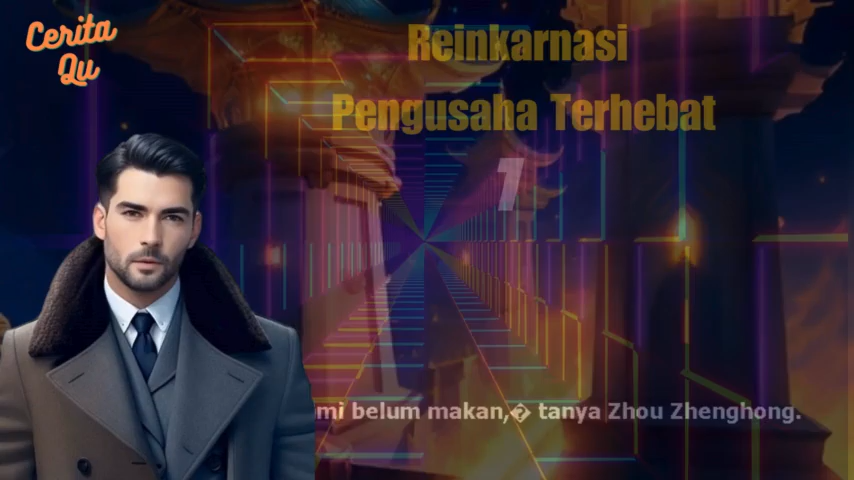 Cerita
Qu
Reinkarnasi
Pengusaha Terhebat
1
mi belum makan,� tanya Zhou Zhenghong.